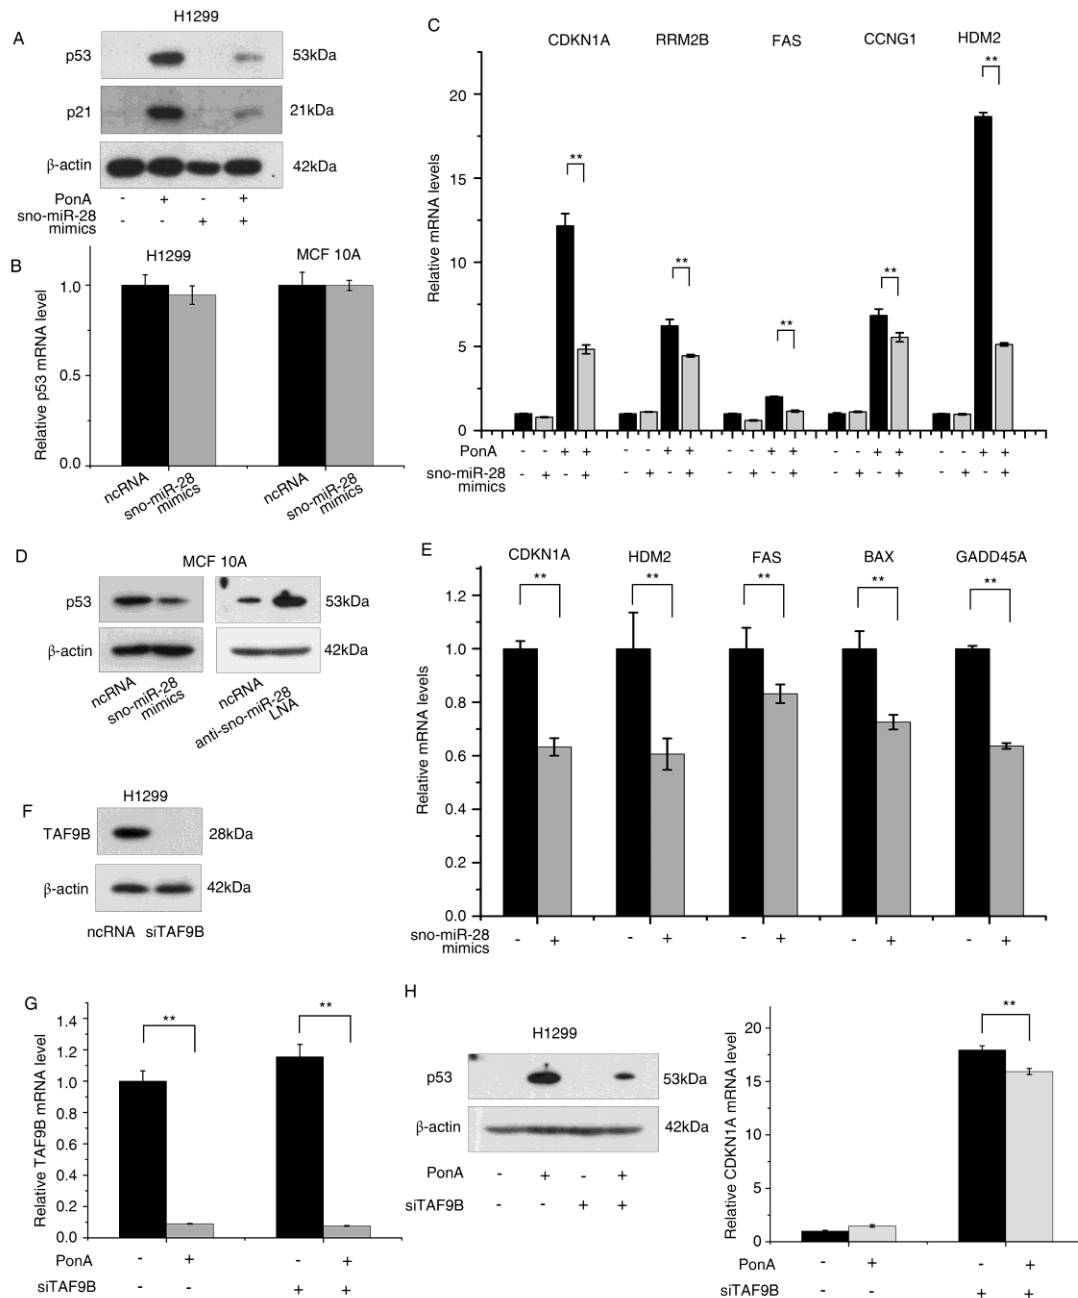 A
H1299
p53
53kDa
p21
21kDa
β-actin
42kDa
PonA - + - +
sno-miR-28 mimics - - + +
B
H1299
MCF 10A
Relative p53 mRNA level
1.0
0.5
0.0
ncRNA
sno-miR-28 mimics
ncRNA
sno-miR-28 mimics
C
CDKN1A RRM2B FAS CCNG1 HDM2
** ** ** ** **
Relative mRNA levels
20
15
10
5
0
PonA - - + + - - + + - - + + - - + + - - + +
sno-miR-28 mimics - + - + - + - + - + - + - + - + - + - +
D
MCF 10A
p53
53kDa
β-actin
42kDa
ncRNA
sno-miR-28 mimics
ncRNA
anti-sno-miR-28 LNA
E
CDKN1A HDM2 FAS BAX GADD45A
** ** ** ** **
Relative mRNA levels
1.2
1.0
0.8
0.6
0.4
0.2
0.0
sno-miR-28 mimics - + - + - + - + - +
F
H1299
TAF9B
28kDa
β-actin
42kDa
ncRNA siTAF9B
G
** **
Relative TAF9B mRNA level
1.4
1.2
1.0
0.8
0.6
0.4
0.2
0.0
PonA - + - +
siTAF9B - - + +
H
H1299
p53
53kDa
β-actin
42kDa
PonA - + - +
siTAF9B - - + +
**
Relative CDKN1A mRNA level
20
15
10
5
0
PonA - + - +
siTAF9B - - + +